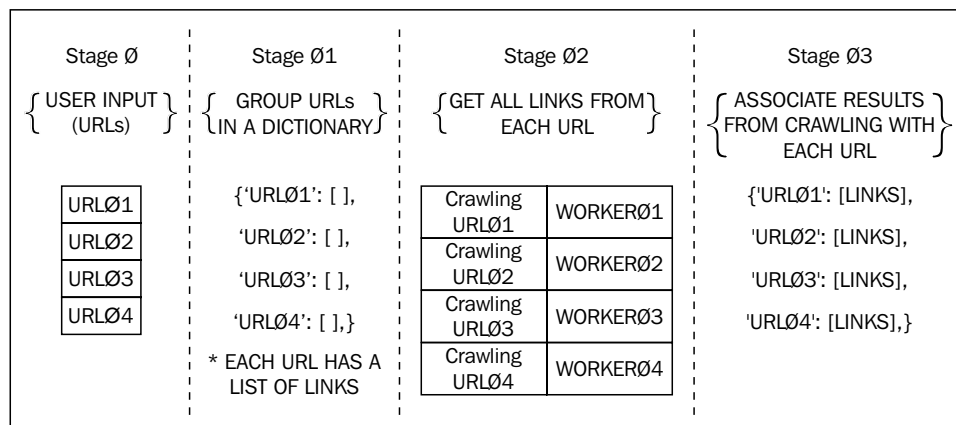 Stage Ø
USER INPUT
(URLs)
URLØ1
URLØ2
URLØ3
URLØ4
Stage Ø1
GROUP URLs
IN A DICTIONARY
{‘URLØ1’: [ ],
‘URLØ2’: [ ],
‘URLØ3’: [ ],
‘URLØ4’: [ ],}
* EACH URL HAS A
LIST OF LINKS
Stage Ø2
GET ALL LINKS FROM
EACH URL
Crawling
URLØ1
WORKERØ1
Crawling
URLØ2
WORKERØ2
Crawling
URLØ3
WORKERØ3
Crawling
URLØ4
WORKERØ4
Stage Ø3
ASSOCIATE RESULTS
FROM CRAWLING WITH
EACH URL
{'URLØ1': [LINKS],
'URLØ2': [LINKS],
'URLØ3': [LINKS],
'URLØ4': [LINKS],}